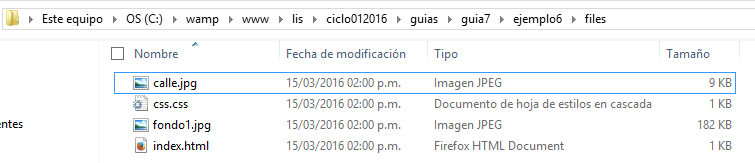 Este equipo OS (C:) wamp www lis ciclo012016 guias guia7 ejemplo6 files
Nombre Fecha de modificación Tipo Tamaño
calle.jpg 15/03/2016 02:00 p.m. Imagen JPEG 9 KB
css.css 15/03/2016 02:00 p.m. Documento de hoja de estilos en cascada 1 KB
entes fondo1.jpg 15/03/2016 02:00 p.m. Imagen JPEG 182 KB
index.html 15/03/2016 02:00 p.m. Firefox HTML Document 1 KB